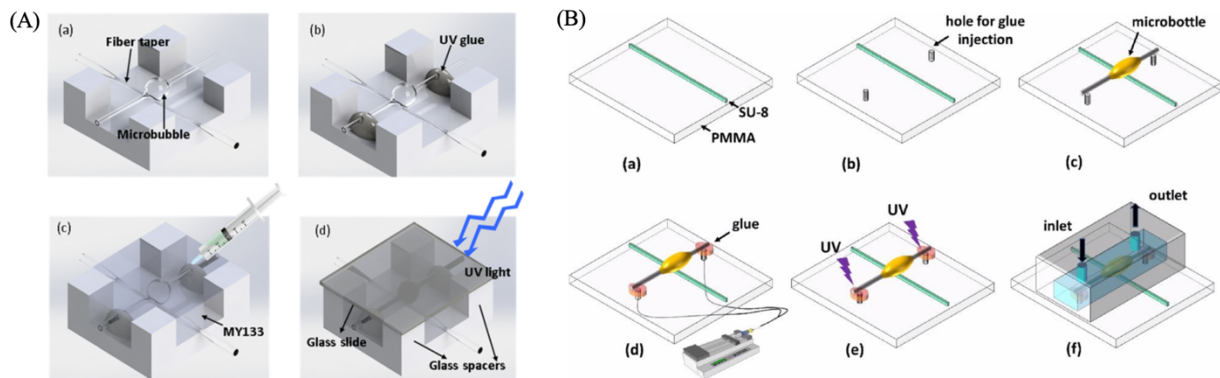 (A)
(a)
Fiber taper
Microbubble
(b)
UV glue
(c)
MY133
(d)
UV light
Glass slide
Glass spacers
(B)
SU-8
PMMA
(a)
hole for glue
injection
(b)
microbottle
(c)
glue
(d)
UV
UV
(e)
inlet
outlet
(f)